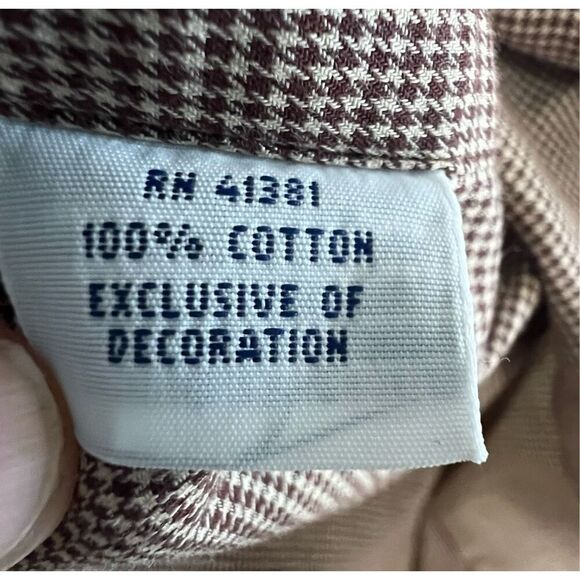 RN 41381
100% COTTON
EXCLUSIVE OF
DECORATION